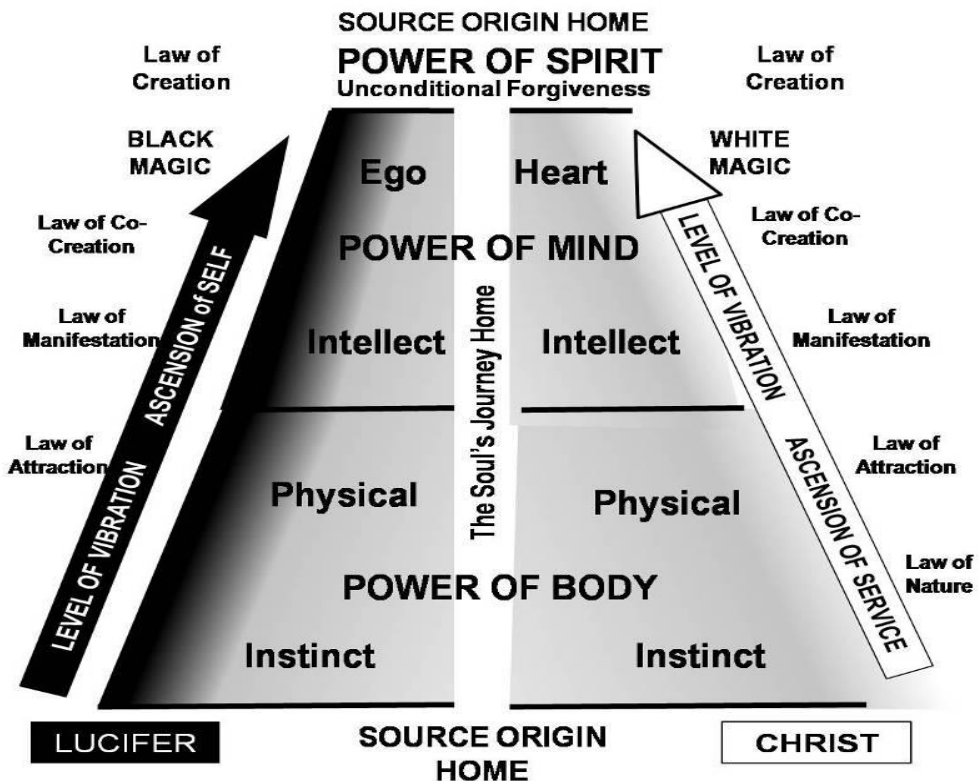 SOURCE ORIGIN HOME
POWER OF SPIRIT
Unconditional Forgiveness
Law of
Creation
Law of
Creation
BLACK
MAGIC
WHITE
MAGIC
Ego
Heart
Law of Co-
Creation
Law of Co-
Creation
POWER OF MIND
Law of
Manifestation
Law of
Manifestation
Intellect
Intellect
LEVEL OF VIBRATION ASCENSION of SELF
The Soul's Journey Home
LEVEL OF VIBRATION ASCENSION OF SERVICE
Law of
Attraction
Law of
Attraction
Physical
Physical
POWER OF BODY
Law of
Nature
Instinct
Instinct
LUCIFER
SOURCE ORIGIN
HOME
CHRIST